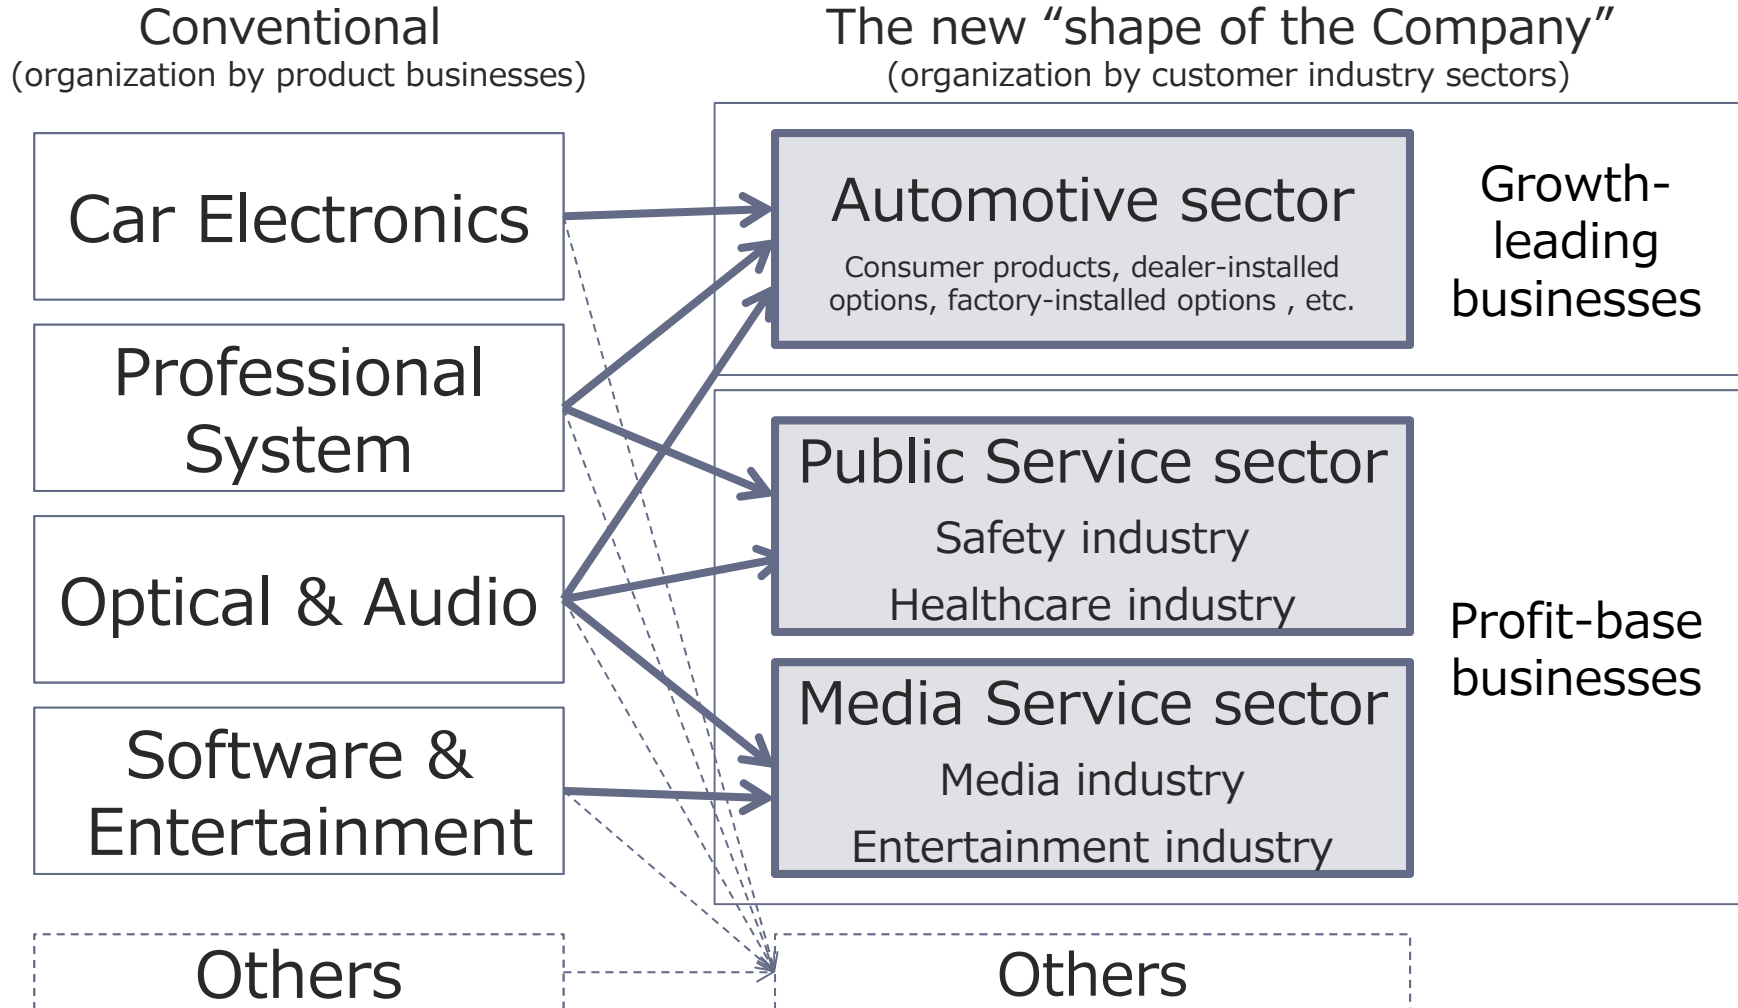 Conventional
(organization by product businesses)
Car Electronics
Professional
System
Optical & Audio
Software &
Entertainment
Others
The new “shape of the Company”
(organization by customer industry sectors)
Automotive sector
Consumer products, dealer-installed
options, factory-installed options , etc.
Growth-
leading
businesses
Public Service sector
Safety industry
Healthcare industry
Media Service sector
Media industry
Entertainment industry
Profit-base
businesses
Others